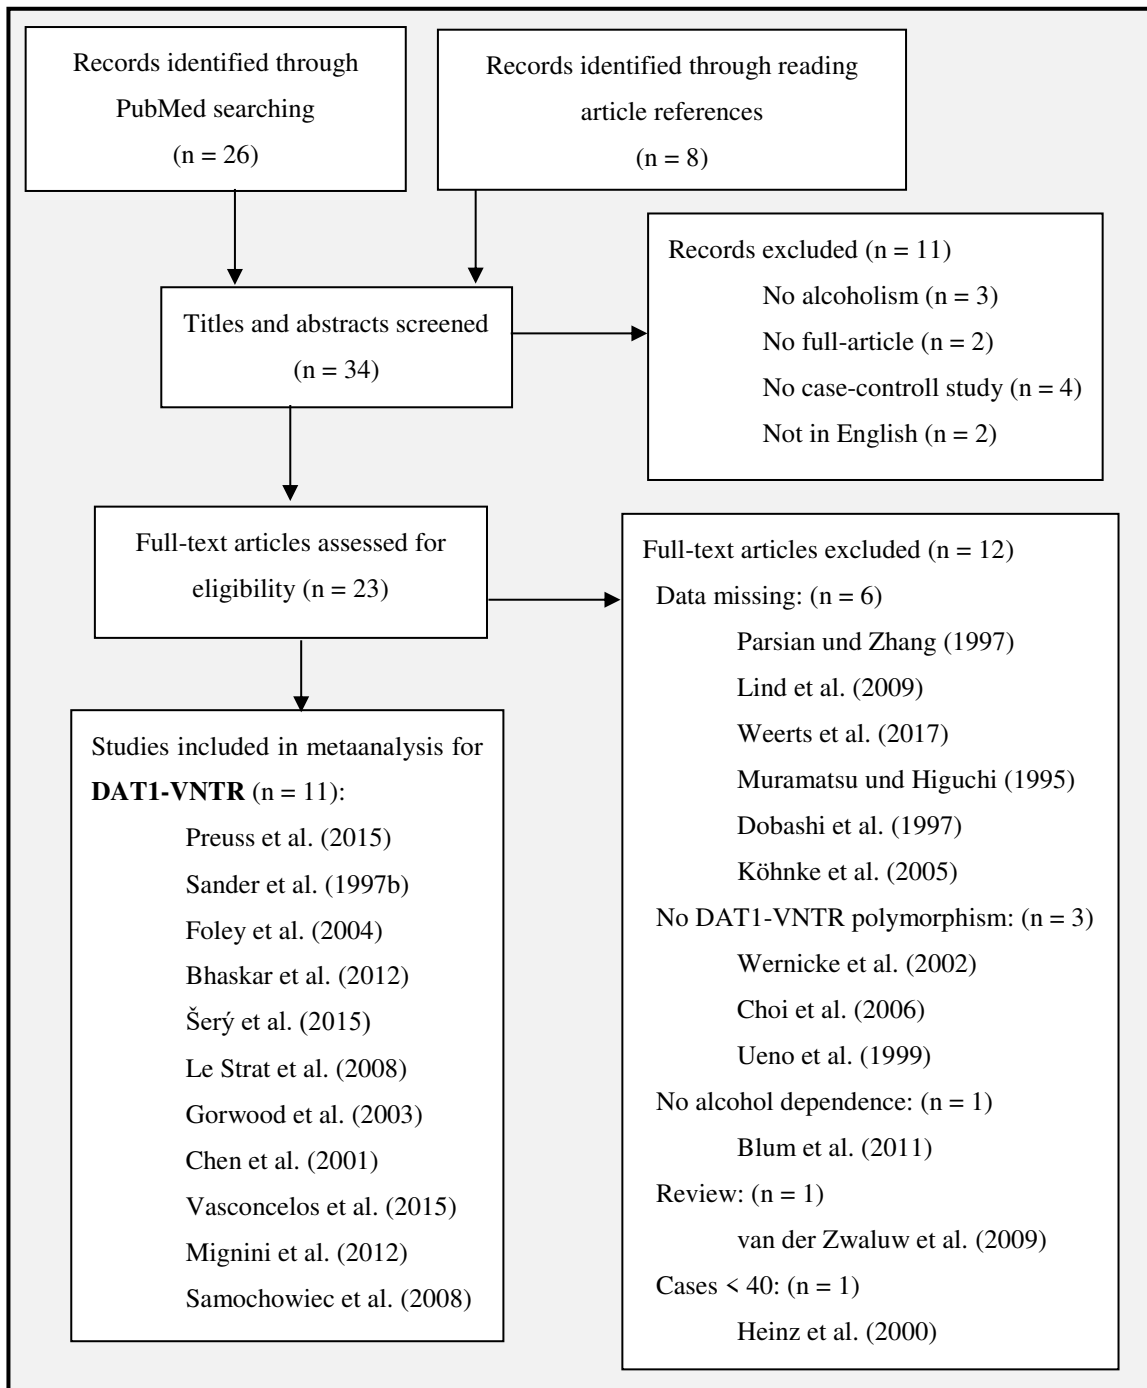 Records identified through
PubMed searching
(n = 26)
Records identified through reading
article references
(n = 8)
Titles and abstracts screened
(n = 34)
Records excluded (n = 11)
No alcoholism (n = 3)
No full-article (n = 2)
No case-controll study (n = 4)
Not in English (n = 2)
Full-text articles assessed for
eligibility (n = 23)
Full-text articles excluded (n = 12)
Data missing: (n = 6)
Parsian und Zhang (1997)
Lind et al. (2009)
Weerts et al. (2017)
Muramatsu und Higuchi (1995)
Dobashi et al. (1997)
Köhnke et al. (2005)
No DAT1-VNTR polymorphism: (n = 3)
Wernicke et al. (2002)
Choi et al. (2006)
Ueno et al. (1999)
No alcohol dependence: (n = 1)
Blum et al. (2011)
Review: (n = 1)
van der Zwaluw et al. (2009)
Cases < 40: (n = 1)
Heinz et al. (2000)
Studies included in metaanalysis for
DAT1-VNTR (n = 11):
Preuss et al. (2015)
Sander et al. (1997b)
Foley et al. (2004)
Bhaskar et al. (2012)
Šerý et al. (2015)
Le Strat et al. (2008)
Gorwood et al. (2003)
Chen et al. (2001)
Vasconcelos et al. (2015)
Mignini et al. (2012)
Samochowiec et al. (2008)